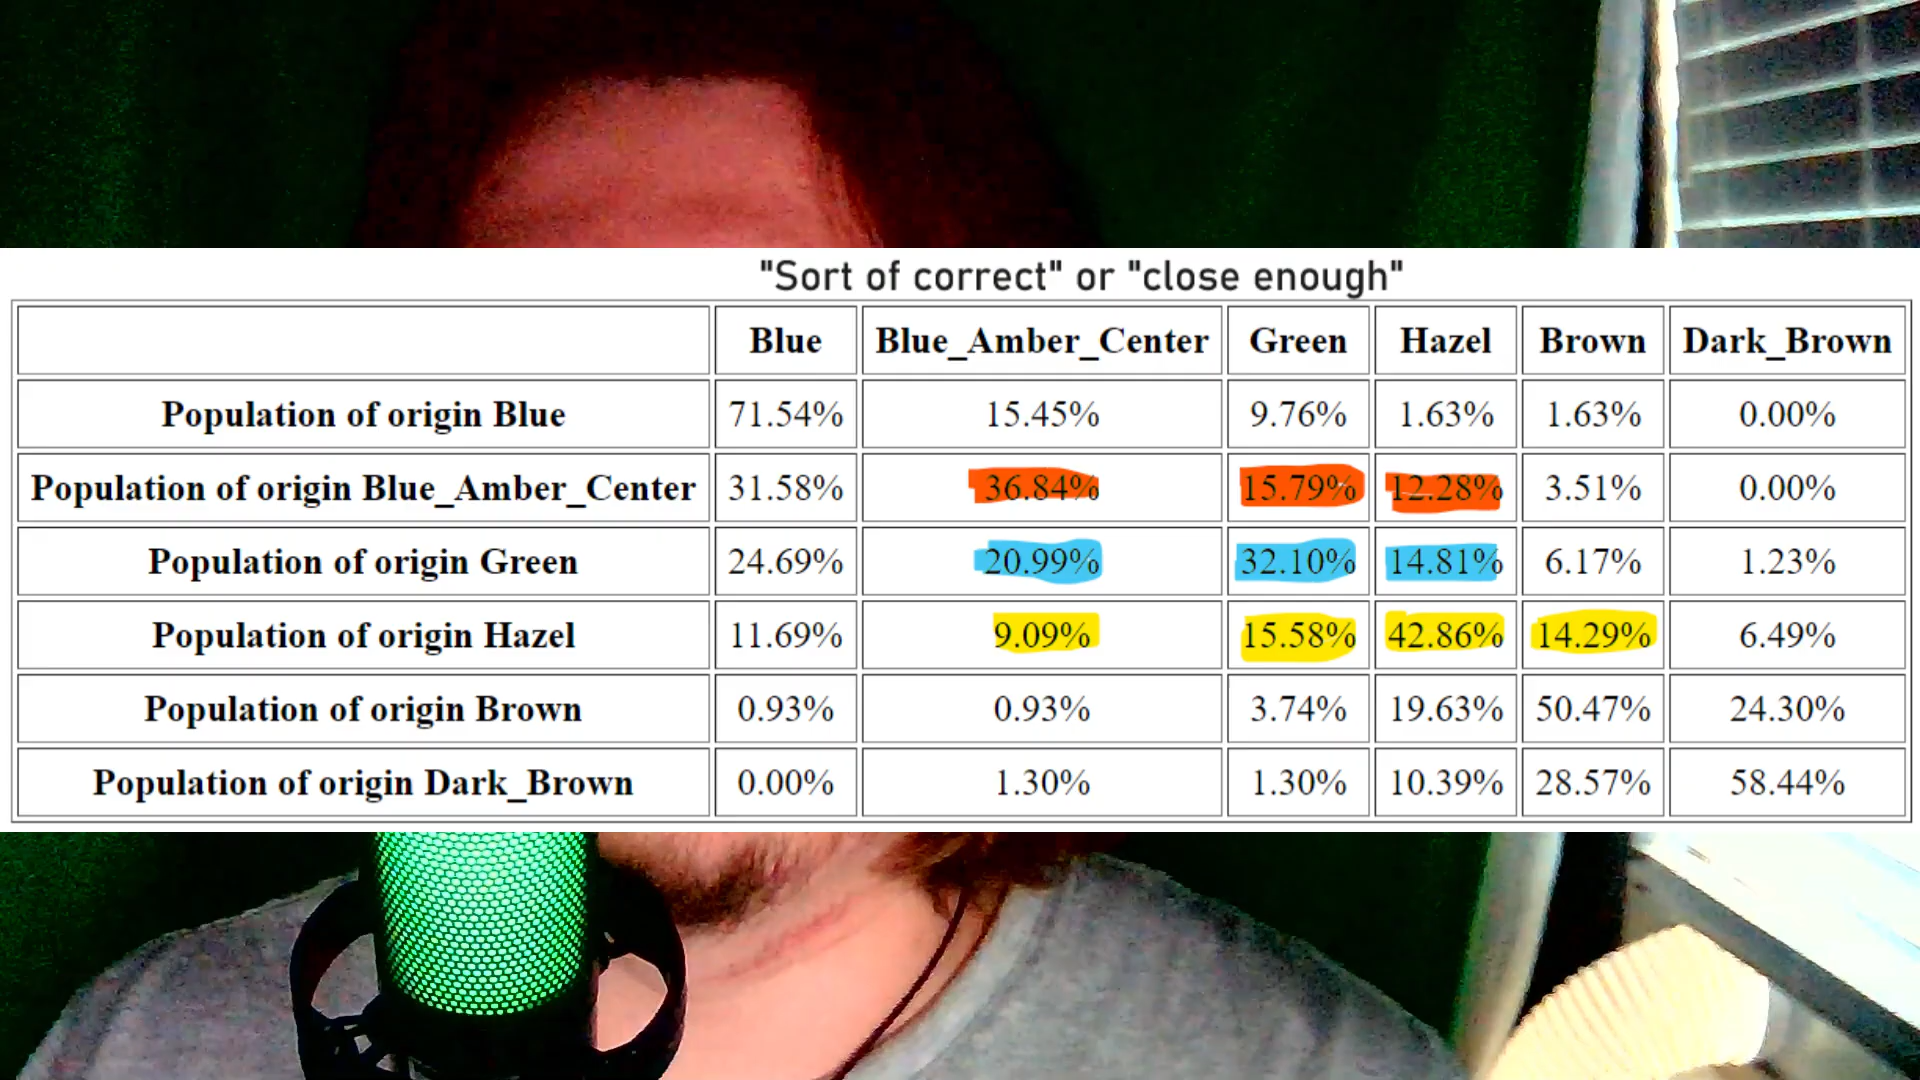 "Sort of correct" or "close enough"
Blue Blue_Amber_Center Green Hazel Brown Dark_Brown
Population of origin Blue 71.54% 15.45% 9.76% 1.63% 1.63% 0.00%
Population of origin Blue_Amber_Center 31.58% 36.84% 15.79% 12.28% 3.51% 0.00%
Population of origin Green 24.69% 20.99% 32.10% 14.81% 6.17% 1.23%
Population of origin Hazel 11.69% 9.09% 15.58% 42.86% 14.29% 6.49%
Population of origin Brown 0.93% 0.93% 3.74% 19.63% 50.47% 24.30%
Population of origin Dark_Brown 0.00% 1.30% 1.30% 10.39% 28.57% 58.44%